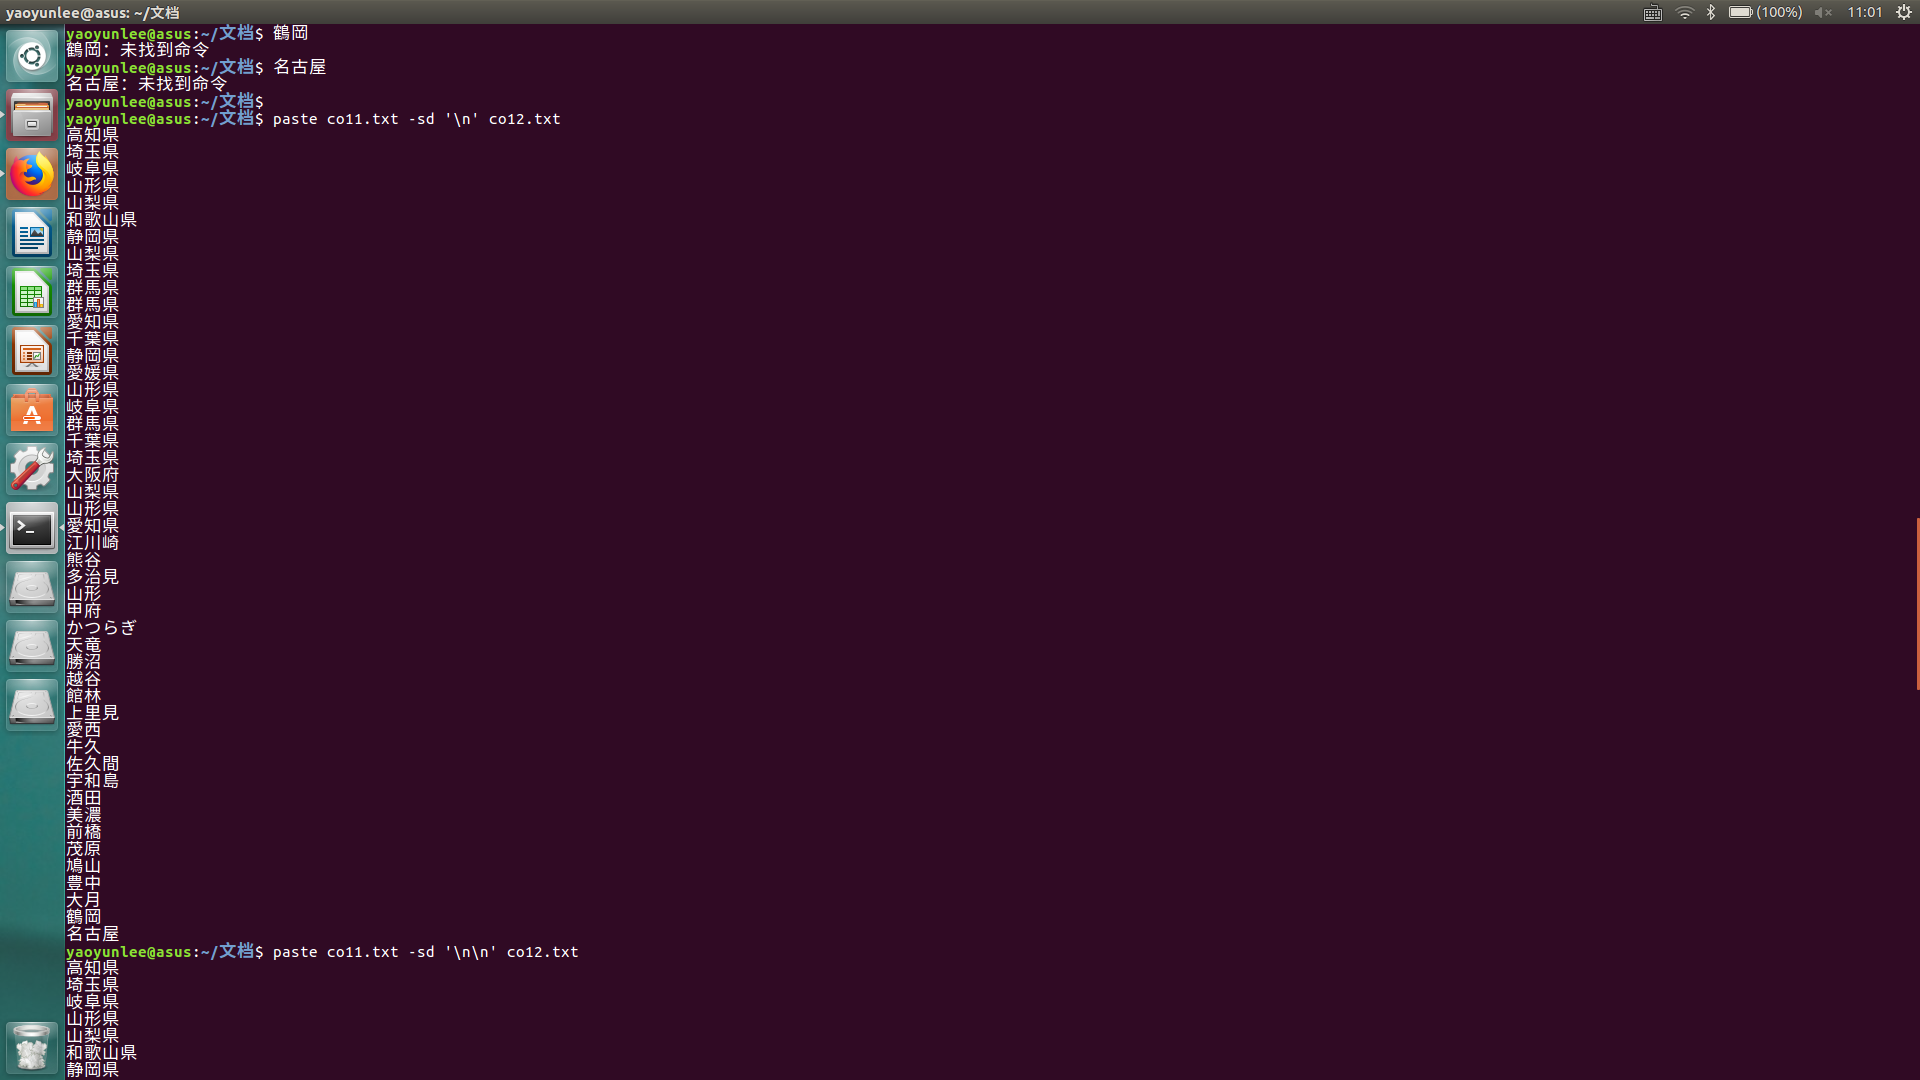 yaoyunlee@asus: ~/文档
(100%)
11:01
yaoyunlee@asus:~/文档$ 鶴岡
鶴岡: 未找到命令
yaoyunlee@asus:~/文档$ 名古屋
名古屋: 未找到命令
yaoyunlee@asus:~/文档$
yaoyunlee@asus:~/文档$ paste co11.txt -sd '\n' co12.txt
高知県
埼玉県
岐阜県
山形県
山梨県
和歌山県
静岡県
山梨県
埼玉県
群馬県
群馬県
愛知県
千葉県
静岡県
愛媛県
山形県
岐阜県
群馬県
千葉県
埼玉県
大阪府
山梨県
山形県
愛知県
江川崎
熊谷
多治見
山形
甲府
かつらぎ
天竜
勝沼
越谷
館林
上里見
愛西
牛久
佐久間
宇和島
酒田
美濃
前橋
茂原
鳩山
豊中
大月
鶴岡
名古屋
yaoyunlee@asus:~/文档$ paste co11.txt -sd '\n\n' co12.txt
高知県
埼玉県
岐阜県
山形県
山梨県
和歌山県
静岡県